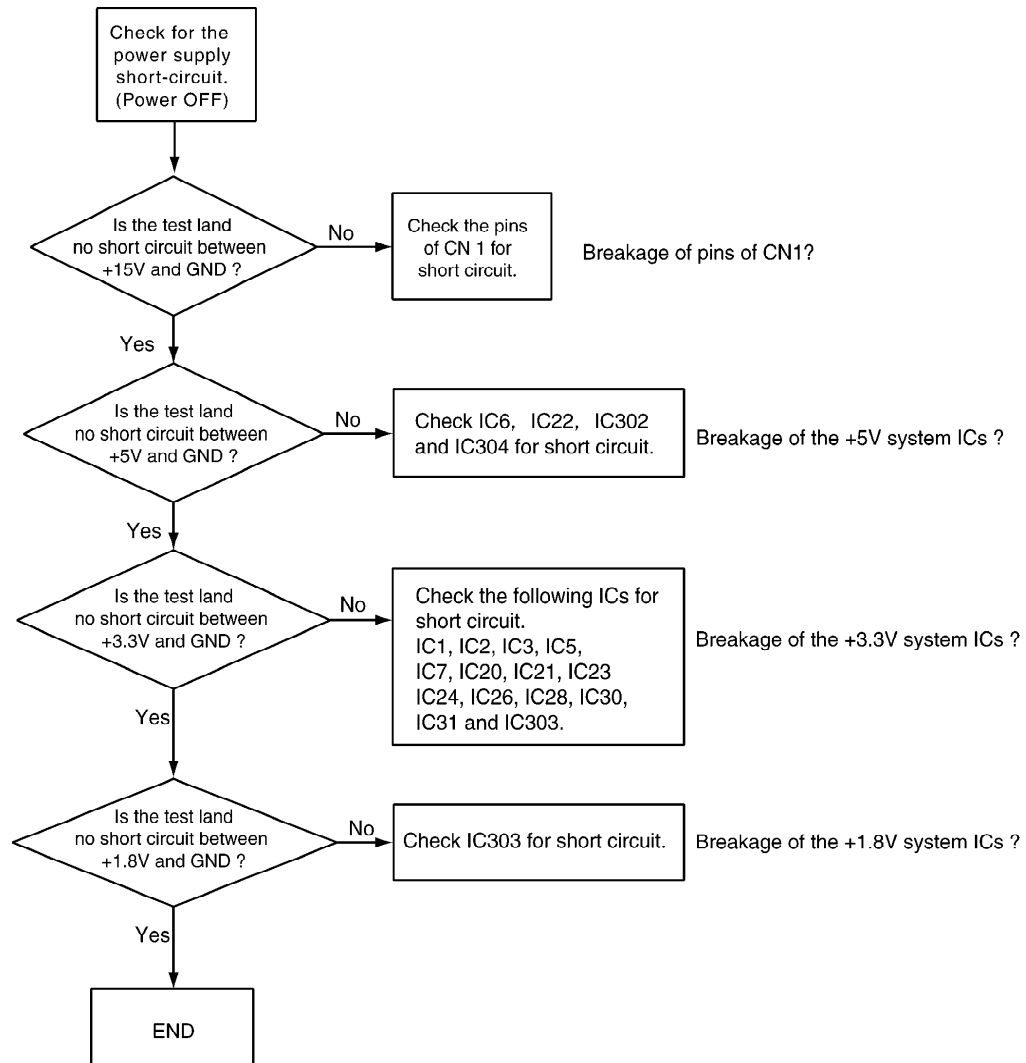 Check for the
power supply
short-circuit.
(Power OFF)
Is the test land
no short circuit between
+15V and GND ?
No
Check the pins
of CN 1 for
short circuit.
Breakage of pins of CN1?
Yes
Is the test land
no short circuit between
+5V and GND ?
No
Check IC6, IC22, IC302
and IC304 for short circuit.
Breakage of the +5V system ICs ?
Yes
Is the test land
no short circuit between
+3.3V and GND ?
No
Check the following ICs for
short circuit.
IC1, IC2, IC3, IC5,
IC7, IC20, IC21, IC23
IC24, IC26, IC28, IC30,
IC31 and IC303.
Breakage of the +3.3V system ICs ?
Yes
Is the test land
no short circuit between
+1.8V and GND ?
No
Check IC303 for short circuit.
Breakage of the +1.8V system ICs ?
Yes
END